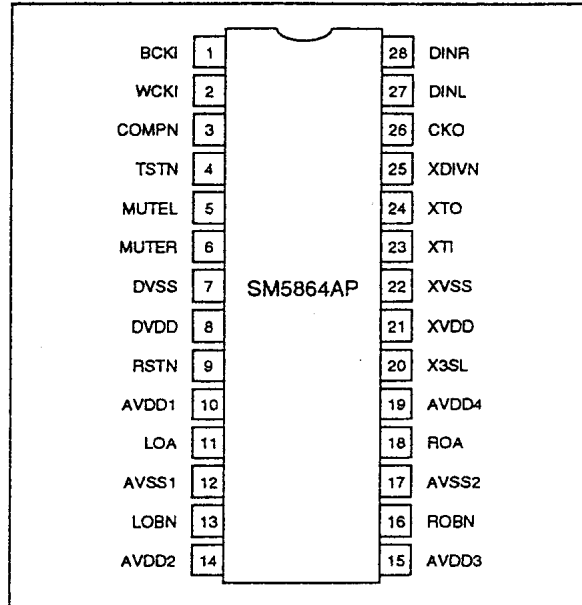 BCKI 1 28 DINR
WCKI 2 27 DINL
COMPN 3 26 CKO
TSTN 4 25 XDIVN
MUTEL 5 24 XTO
MUTER 6 23 XTI
DVSS 7 SM5864AP 22 XVSS
DVDD 8 21 XVDD
RSTN 9 20 X3SL
AVDD1 10 19 AVDD4
LOA 11 18 ROA
AVSS1 12 17 AVSS2
LOBN 13 16 ROBN
AVDD2 14 15 AVDD3